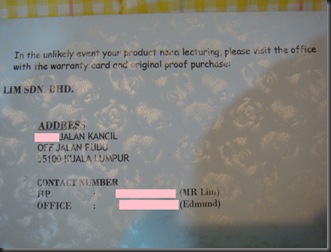 In the unlikely event your product need lecturing, please visit the office
with the warranty card and original proof purchase:
LIM SDN. BHD.
ADDRESS
JALAN KANCIL
OFF JALAN PUDU
55100 KUALA LUMPUR
CONTACT NUMBER
HP : (MR Lim)
OFFICE : (Edmund)